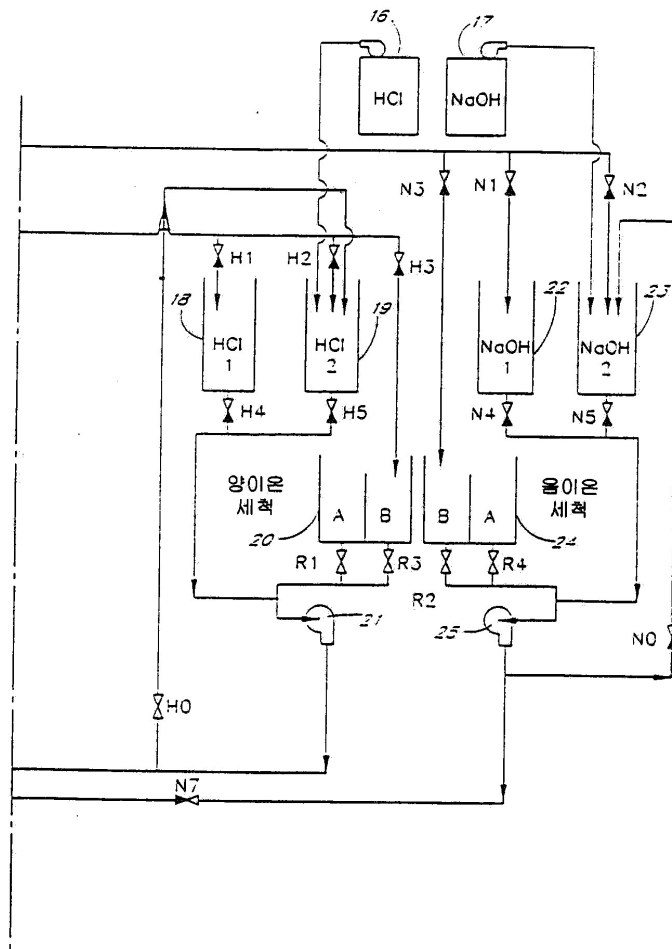 16
17
HCl
NaOH
N3
N1
N2
H1
H2
H3
18
19
22
23
HCl
1
HCl
2
NaOH
1
NaOH
2
H4
H5
N4
N5
양이온
세척
A
B
B
A
음이온
세척
20
24
R1
R3
R2
R4
21
25
N0
H0
N7